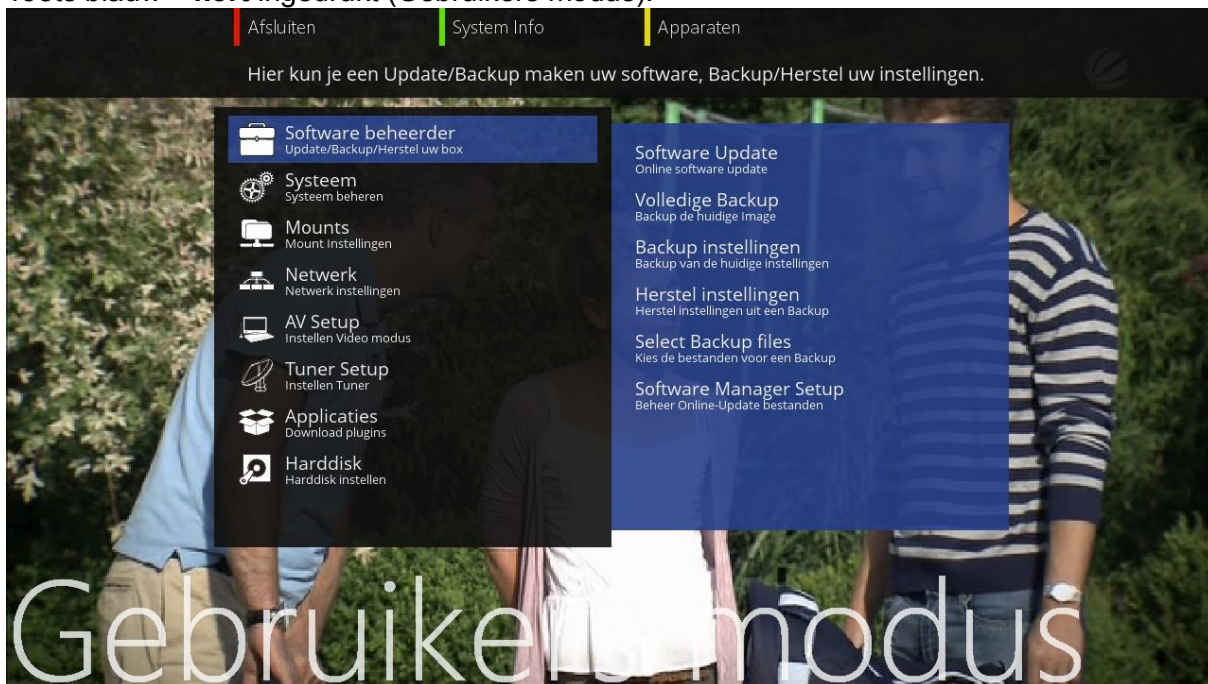 Toets blauw - kort ingedrukt (Gebruikers modus).
Afsluiten
System Info
Apparaten
Hier kun je een Update/Backup maken uw software, Backup/Herstel uw instellingen.
Software beheerder
Update/Backup/Herstel uw box
Systeem
Systeem beheren
Mounts
Mount Instellingen
Netwerk
Netwerk instellingen
AV Setup
Instellen Video modus
Tuner Setup
Instellen Tuner
Applicaties
Download plugins
Harddisk
Harddisk instellen
Software Update
Online software update
Volledige Backup
Backup de huidige Image
Backup instellingen
Backup van de huidige instellingen
Herstel instellingen
Herstel instellingen uit een Backup
Select Backup files
Kies de bestanden voor een Backup
Software Manager Setup
Beheer Online-Update bestanden
Gebruikers modus